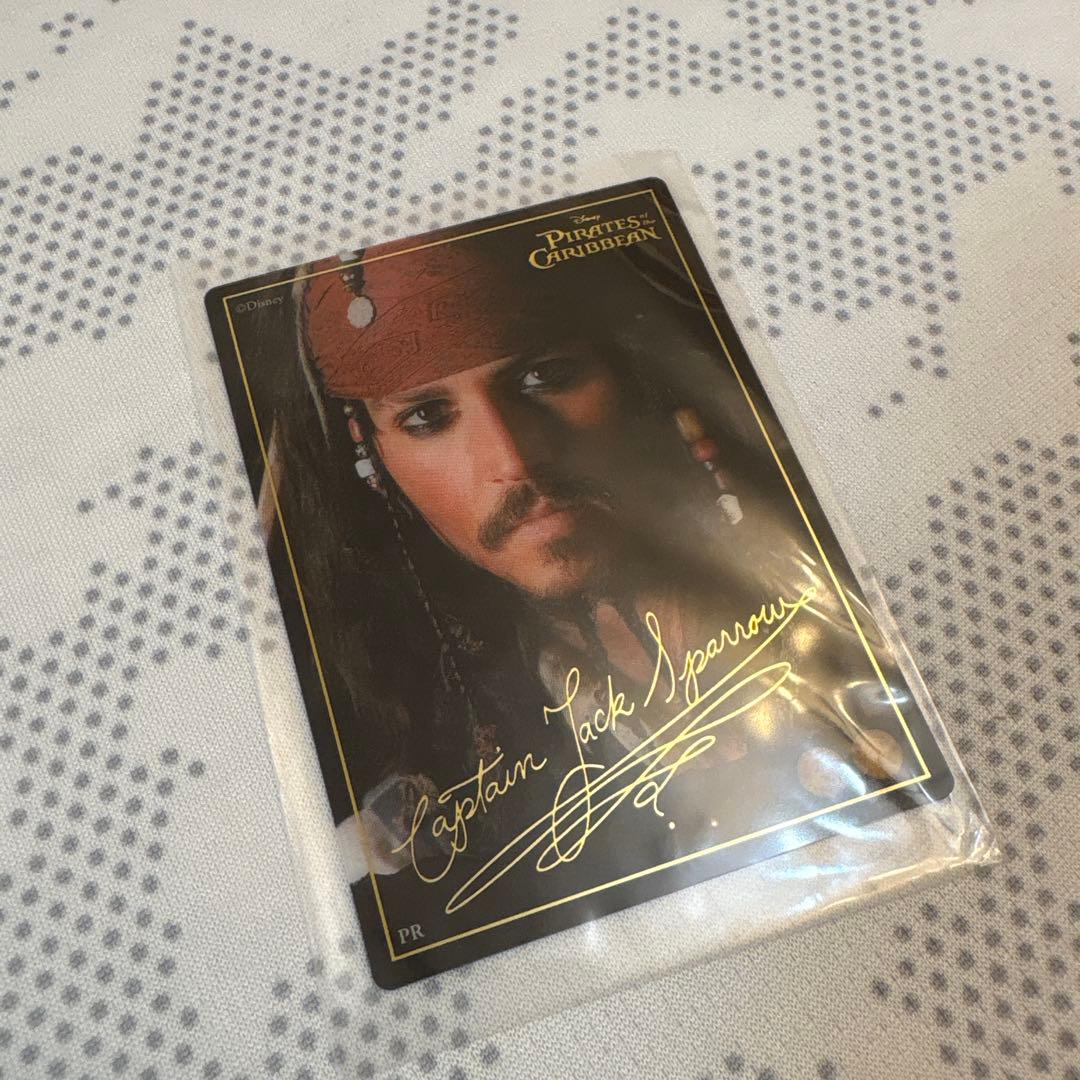 ©Disney
Disney
PIRATES of the
CARIBBEAN
Captain Jack Sparrow
PR